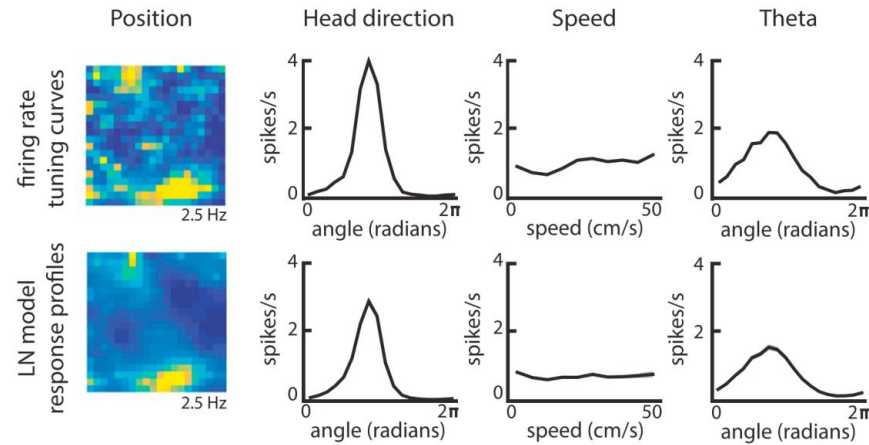 Position
Head direction
Speed
Theta
firing rate
tuning curves
2.5 Hz
spikes/s
4
2
0
0
2π
angle (radians)
spikes/s
4
2
0
0
50
speed (cm/s)
spikes/s
4
2
0
0
2π
angle (radians)
LN model
response profiles
2.5 Hz
spikes/s
4
2
0
0
2π
angle (radians)
spikes/s
4
2
0
0
50
speed (cm/s)
spikes/s
4
2
0
0
2π
angle (radians)